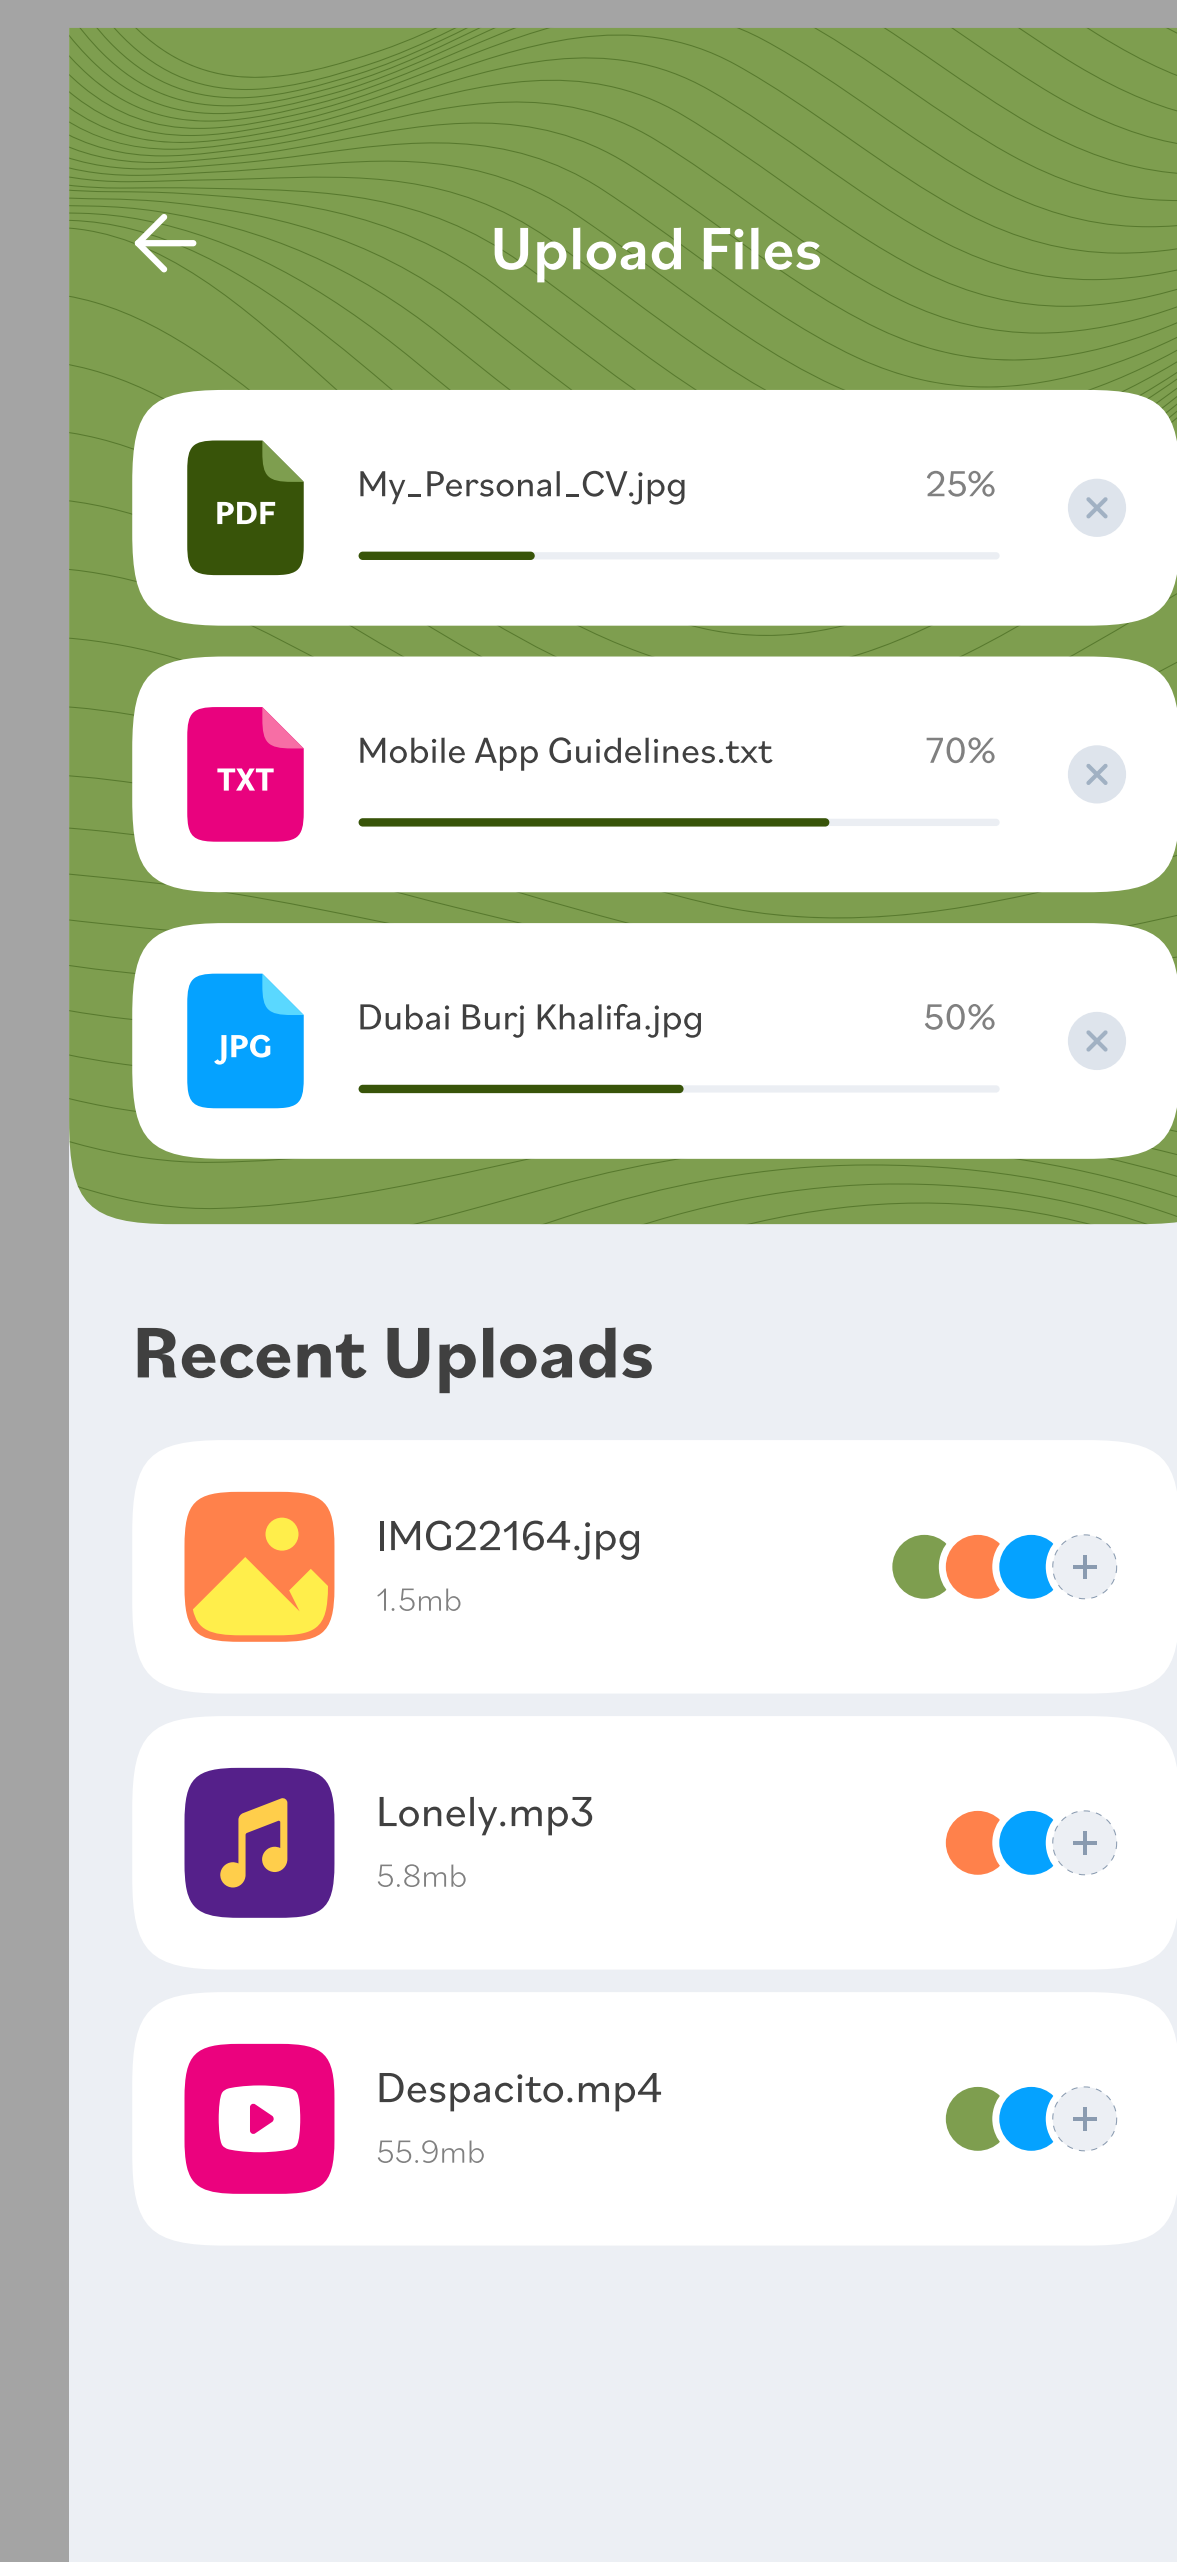 Upload Files
PDF
My_Personal_CV.jpg
25%
TXT
Mobile App Guidelines.txt
70%
JPG
Dubai Burj Khalifa.jpg
50%
Recent Uploads
IMG22164.jpg
1.5mb
Lonely.mp3
5.8mb
Despacito.mp4
55.9mb